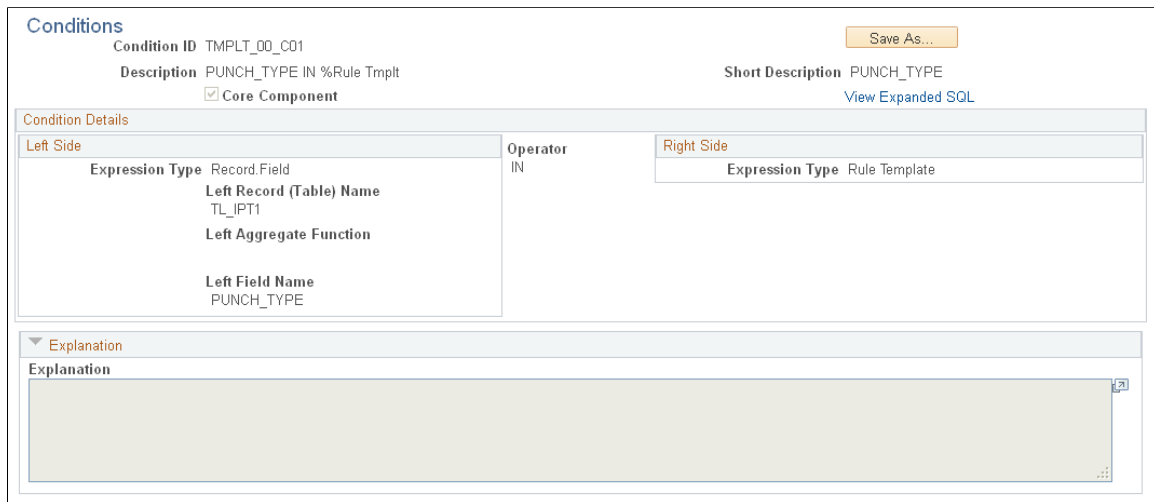 Conditions
Condition ID TMPLT_00_C01
Save As...
Description PUNCH_TYPE IN %Rule Tmplt
Short Description PUNCH_TYPE
Core Component
View Expanded SQL
Condition Details
Left Side
Operator
Right Side
Expression Type Record.Field
IN
Expression Type Rule Template
Left Record (Table) Name
TL_IPT1
Left Aggregate Function
Left Field Name
PUNCH_TYPE
Explanation
Explanation